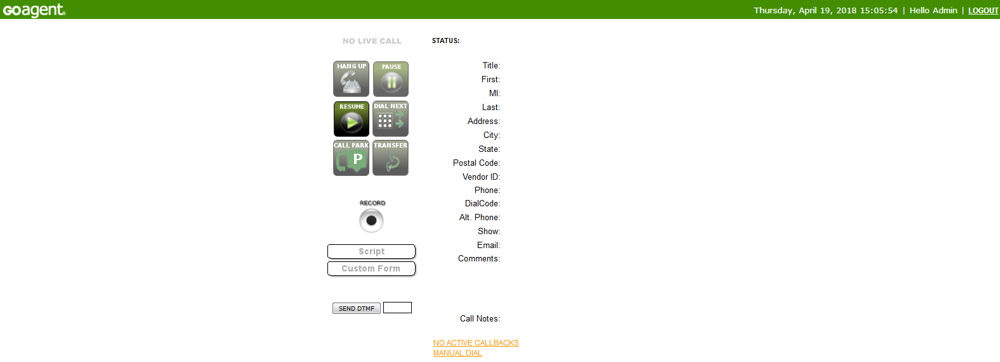 GOagent®
Thursday, April 19, 2018 15:05:54 | Hello Admin | LOGOUT
NO LIVE CALL
HANG UP
PAUSE
RESUME
DIAL NEXT
CALL PARK
P
TRANSFER
RECORD
Script
Custom Form
SEND DTMF
STATUS:
Title:
First:
MI:
Last:
Address:
City:
State:
Postal Code:
Vendor ID:
Phone:
DialCode:
Alt. Phone:
Show:
Email:
Comments:
Call Notes:
NO ACTIVE CALLBACKS
MANUAL DIAL